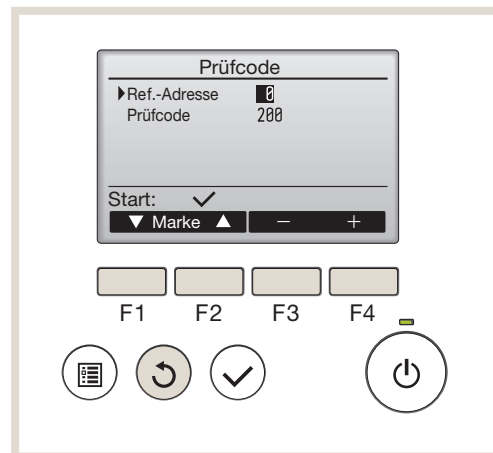 Prüfcode
Ref.-Adresse 0
Prüfcode 200
Start:
Marke − +
F1 F2 F3 F4